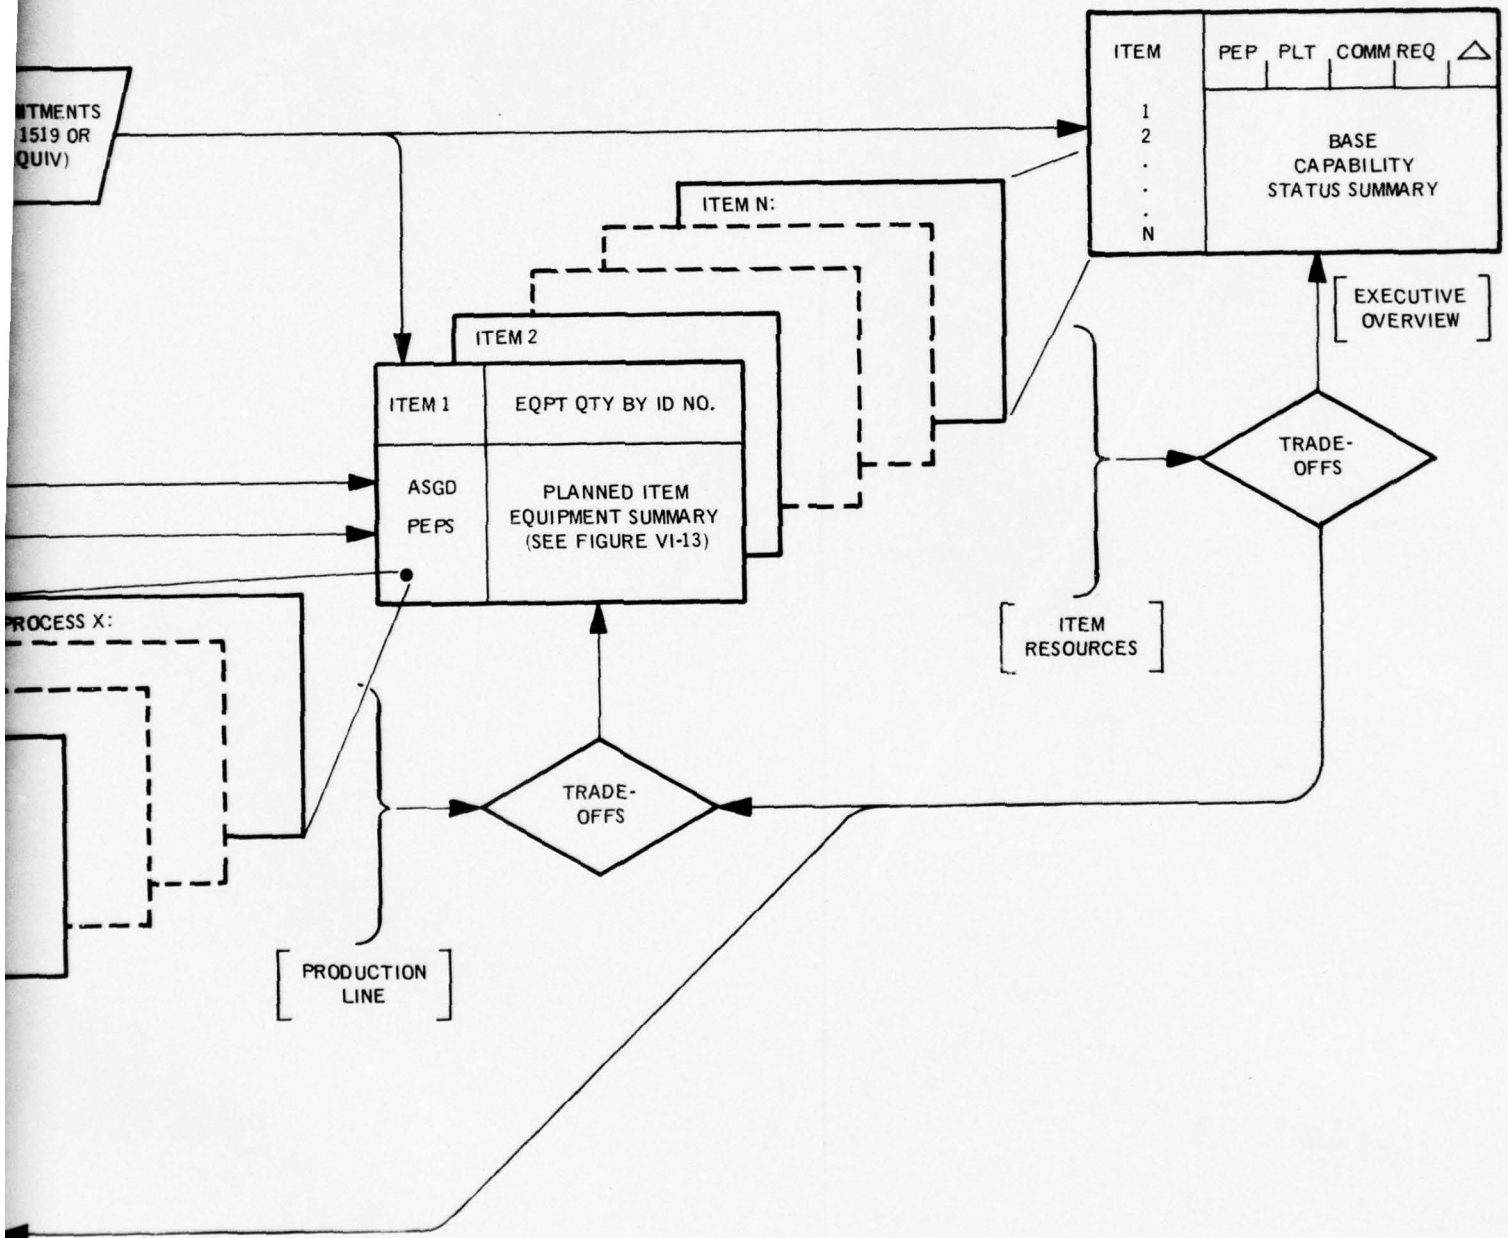 ITEM
PEP PLT COMM REQ △
1
2
.
.
.
N
BASE
CAPABILITY
STATUS SUMMARY
1519 OR
ITEM N:
ITEM 2
ITEM 1
EQPT QTY BY ID NO.
ASGD
PEPS
PLANNED ITEM
EQUIPMENT SUMMARY
(SEE FIGURE VI-13)
[ EXECUTIVE
OVERVIEW ]
TRADE-
OFFS
[ ITEM
RESOURCES ]
PROCESS X:
TRADE-
OFFS
[ PRODUCTION
LINE ]